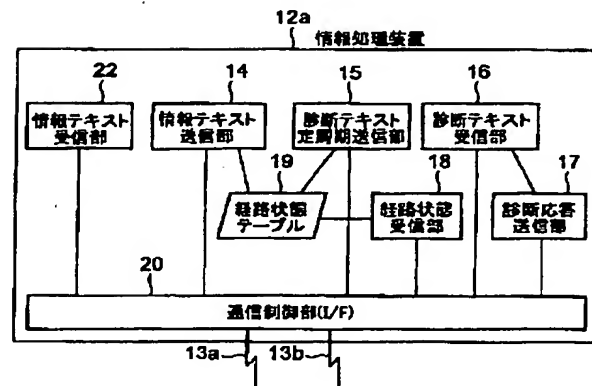 12a
情報処理装置
22
14
15
16
情報テキスト
受信部
情報テキスト
送信部
診断テキスト
定周期送信部
診断テキスト
受信部
19
18
17
経路状態
テーブル
経路状態
受信部
診断応答
送信部
20
通信制御部(I/F)
13a
13b